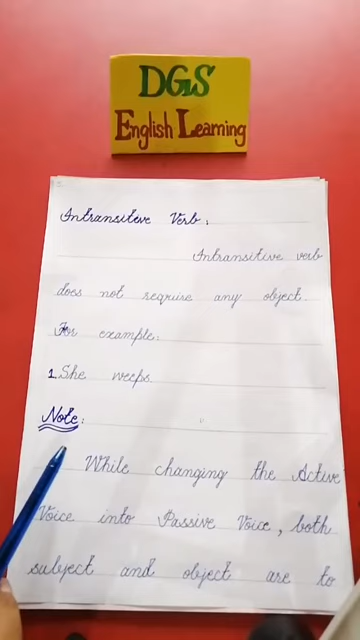 DGS
English Learning
Intransiteve Verb:
Intransitive verb
does not require any object.
For example:
1. She weeps.
Note:
While changing the Active
Voice into Passive Voice, both
subject and object are to